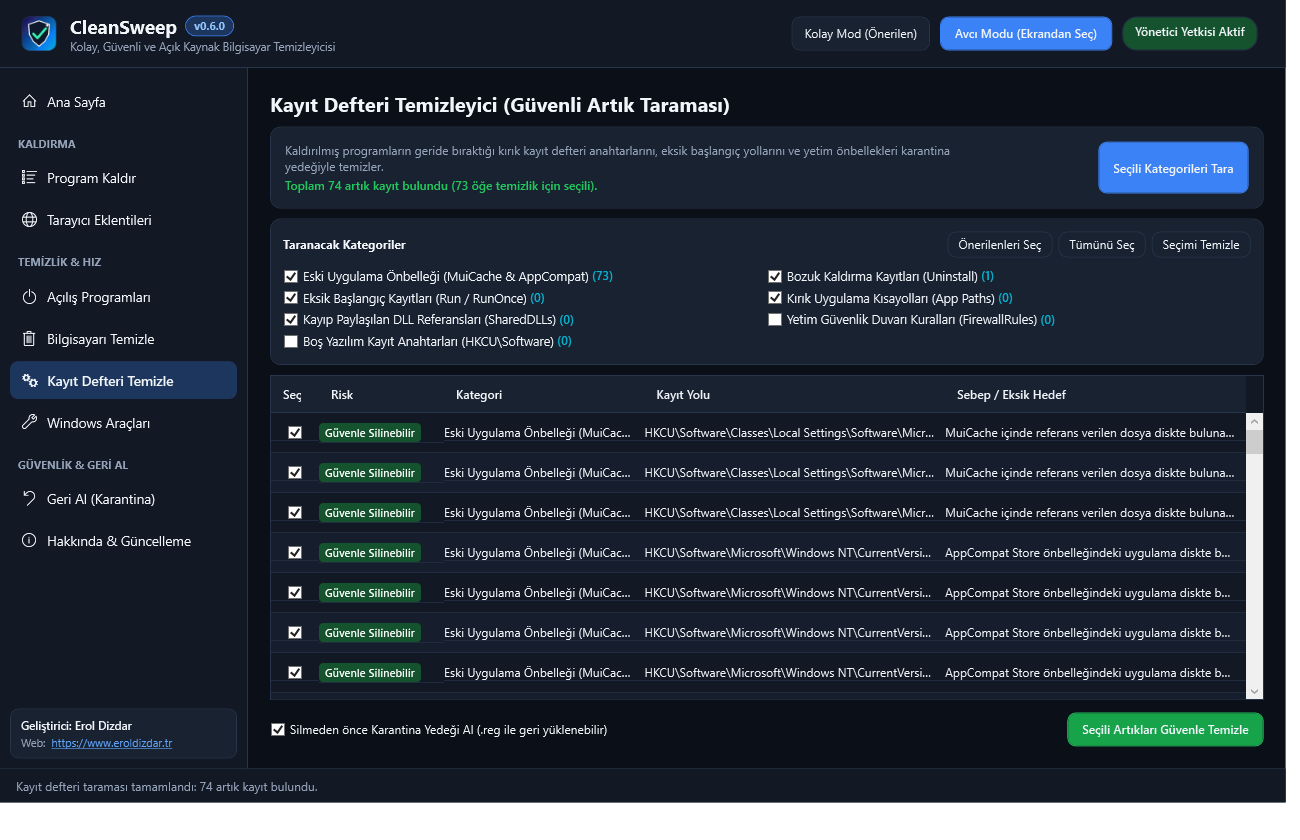 CleanSweep v0.6.0
Kolay, Güvenli ve Açık Kaynak Bilgisayar Temizleyicisi
Kolay Mod (Önerilen)
Avcı Modu (Ekrandan Seç)
Yönetici Yetkisi Aktif
Ana Sayfa
KALDIRMA
Program Kaldır
Tarayıcı Eklentileri
TEMİZLİK & HIZ
Açılış Programları
Bilgisayarı Temizle
Kayıt Defteri Temizle
Windows Araçları
GÜVENLİK & GERİ AL
Geri Al (Karantina)
Hakkında & Güncelleme
Geliştirici: Erol Dizdar
Web: https://www.eroldizdar.tr
Kayıt Defteri Temizleyici (Güvenli Artık Taraması)
Kaldırılmış programların geride bıraktığı kırık kayıt defteri anahtarlarını, eksik başlangıç yollarını ve yetim önbellekleri karantina
yedeğiyle temizler.
Toplam 74 artık kayıt bulundu (73 öğe temizlik için seçili).
Seçili Kategorileri Tara
Taranacak Kategoriler
Önerilenleri Seç
Tümünü Seç
Seçimi Temizle
Eski Uygulama Önbelleği (MuiCache & AppCompat) (73)
Bozuk Kaldırma Kayıtları (Uninstall) (1)
Eksik Başlangıç Kayıtları (Run / RunOnce) (0)
Kırık Uygulama Kısayolları (App Paths) (0)
Kayıp Paylaşılan DLL Referansları (SharedDLLs) (0)
Yetim Güvenlik Duvarı Kuralları (FirewallRules) (0)
Boş Yazılım Kayıt Anahtarları (HKCU\Software) (0)
Seç Risk Kategori Kayıt Yolu Sebep / Eksik Hedef
Güvenle Silinebilir Eski Uygulama Önbelleği (MuiCac... HKCU\Software\Classes\Local Settings\Software\Micr... MuiCache içinde referans verilen dosya diskte buluna...
Güvenle Silinebilir Eski Uygulama Önbelleği (MuiCac... HKCU\Software\Classes\Local Settings\Software\Micr... MuiCache içinde referans verilen dosya diskte buluna...
Güvenle Silinebilir Eski Uygulama Önbelleği (MuiCac... HKCU\Software\Classes\Local Settings\Software\Micr... MuiCache içinde referans verilen dosya diskte buluna...
Güvenle Silinebilir Eski Uygulama Önbelleği (MuiCac... HKCU\Software\Microsoft\Windows NT\CurrentVersi... AppCompat Store önbelleğindeki uygulama diskte b...
Güvenle Silinebilir Eski Uygulama Önbelleği (MuiCac... HKCU\Software\Microsoft\Windows NT\CurrentVersi... AppCompat Store önbelleğindeki uygulama diskte b...
Güvenle Silinebilir Eski Uygulama Önbelleği (MuiCac... HKCU\Software\Microsoft\Windows NT\CurrentVersi... AppCompat Store önbelleğindeki uygulama diskte b...
Güvenle Silinebilir Eski Uygulama Önbelleği (MuiCac... HKCU\Software\Microsoft\Windows NT\CurrentVersi... AppCompat Store önbelleğindeki uygulama diskte b...
Silmeden önce Karantina Yedeği Al (.reg ile geri yüklenebilir)
Seçili Artıkları Güvenle Temizle
Kayıt defteri taraması tamamlandı: 74 artık kayıt bulundu.